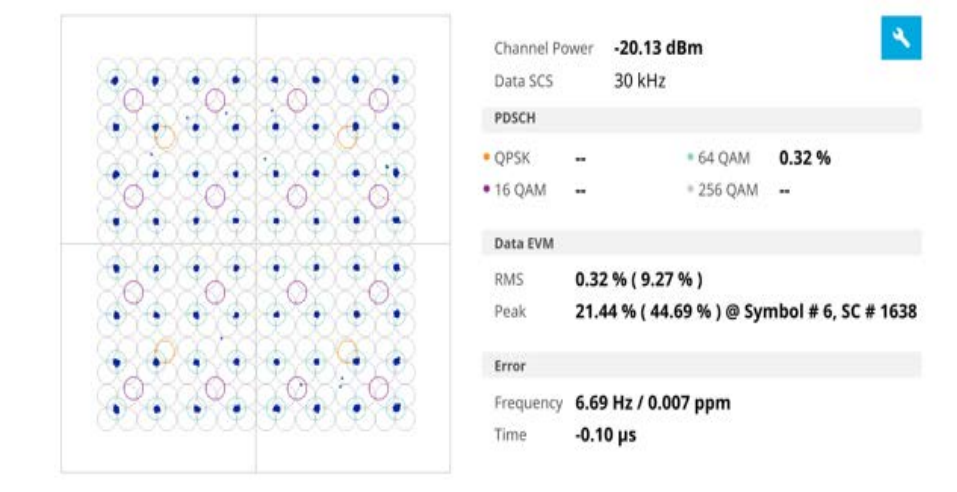 Channel Power -20.13 dBm
Data SCS 30 kHz
PDSCH
QPSK -- 64 QAM 0.32 %
16 QAM -- 256 QAM --
Data EVM
RMS 0.32 % ( 9.27 % )
Peak 21.44 % ( 44.69 % ) @ Symbol # 6, SC # 1638
Error
Frequency 6.69 Hz / 0.007 ppm
Time -0.10 µs